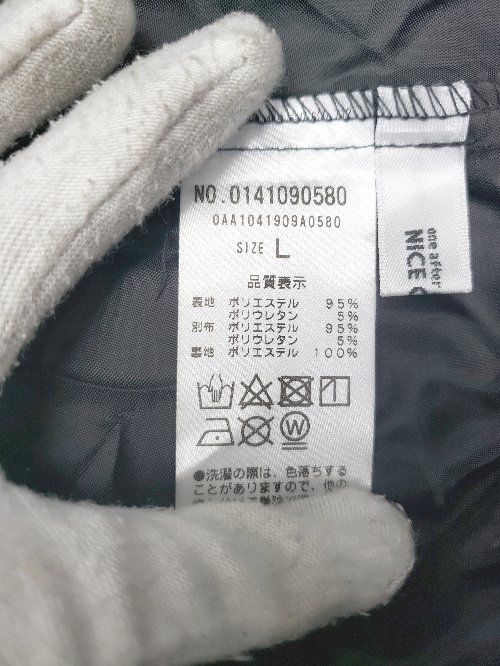 NO.0141090580
0AA1041909A0580
SIZE L
品質表示
表地 ポリエステル 95%
ポリウレタン 5%
別布 ポリエステル 95%
ポリウレタン 5%
裏地 ポリエステル 100%
W
●洗濯の際は、色落ちする
ことがありますので、他の
one after
NICE